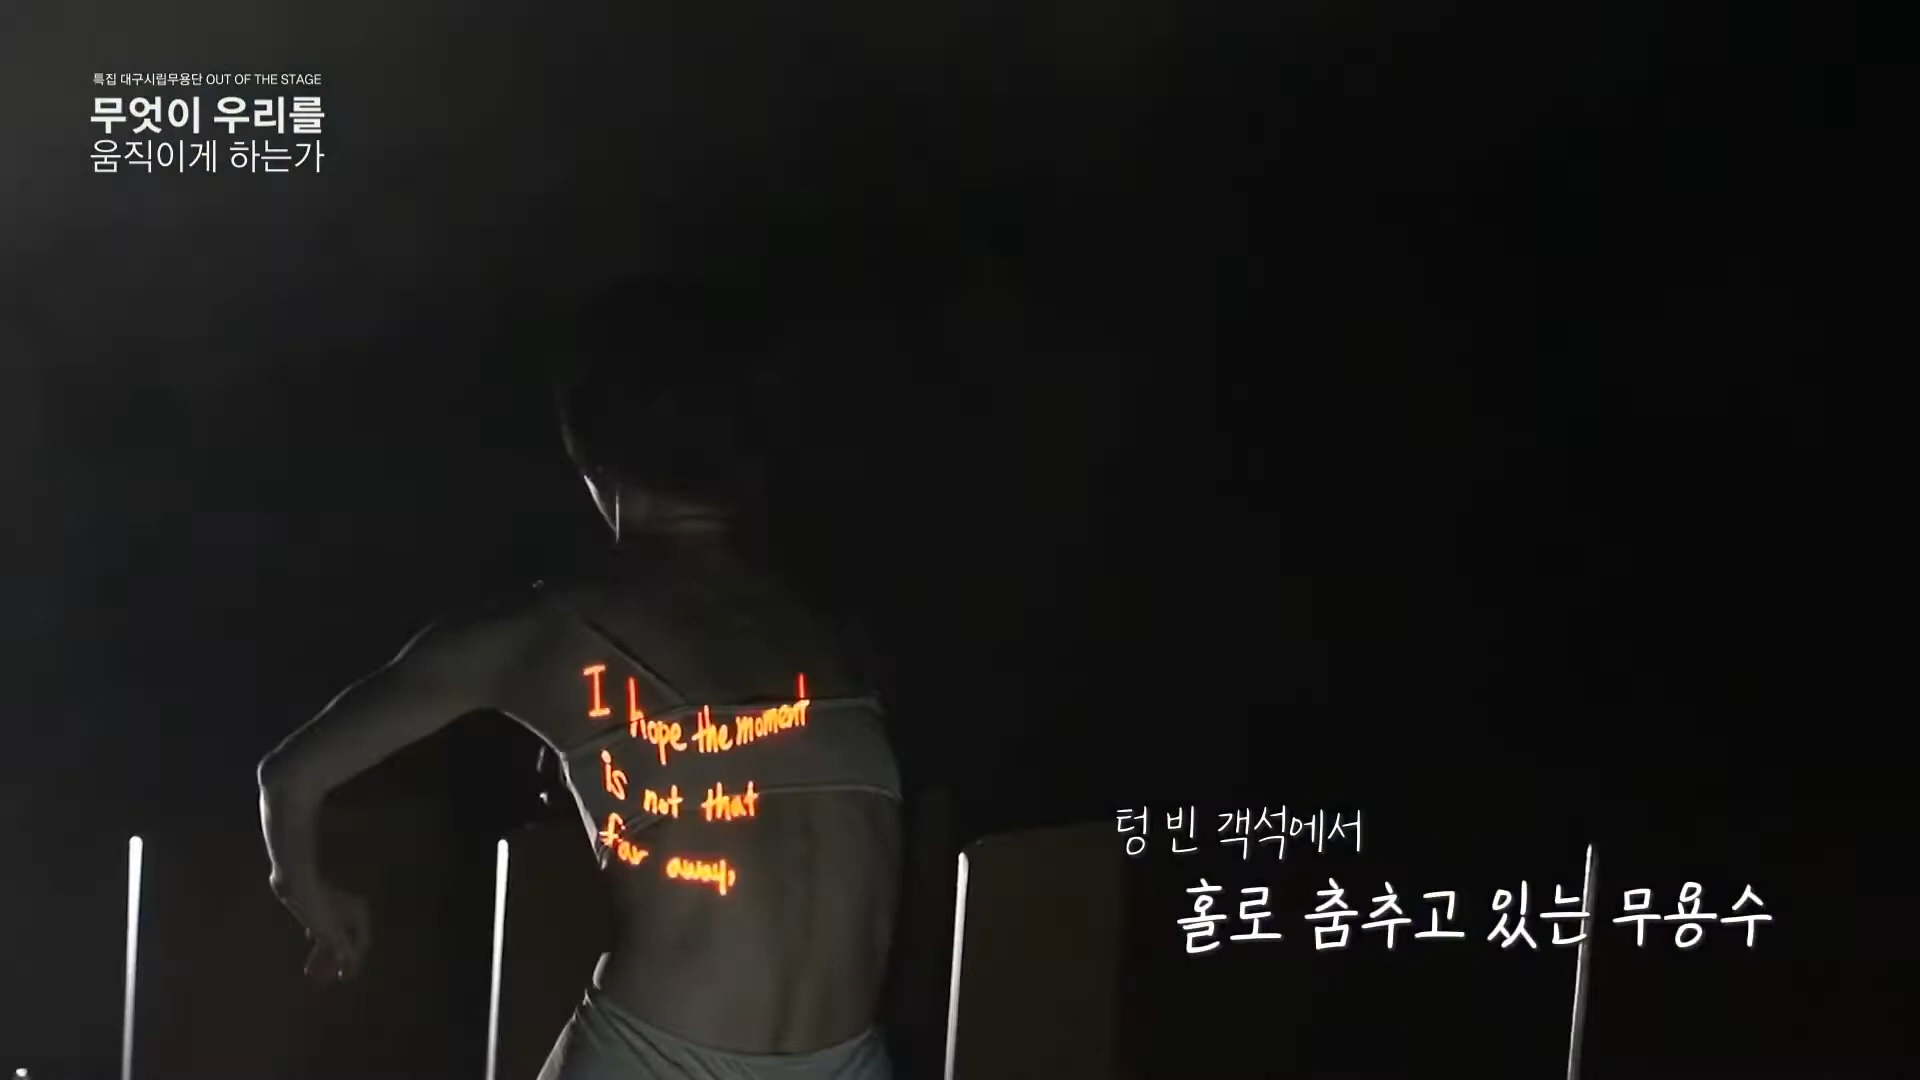 특집 대구시립무용단 OUT OF THE STAGE
무엇이 우리를
움직이게 하는가
I hope the moment
is not that
far away,
텅 빈 객석에서
홀로 춤추고 있는 무용수